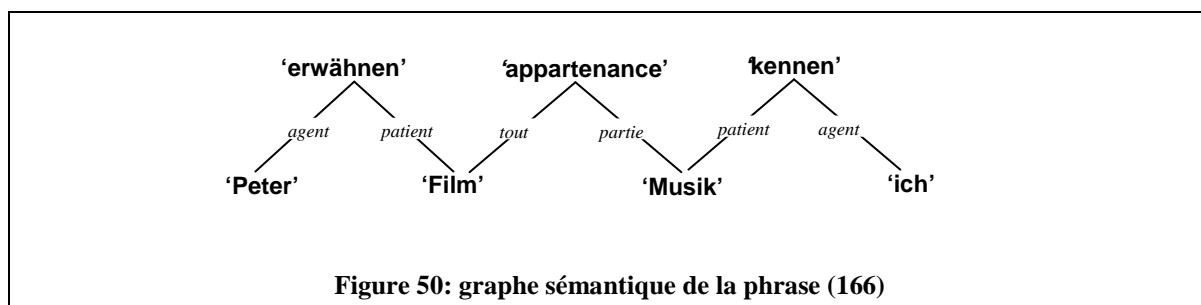 ‘erwähnen’ ‘appartenance’ ‘kennen’
agent patient tout partie patient agent
‘Peter’ ‘Film’ ‘Musik’ ‘ich’
Figure 50: graphe sémantique de la phrase (166)